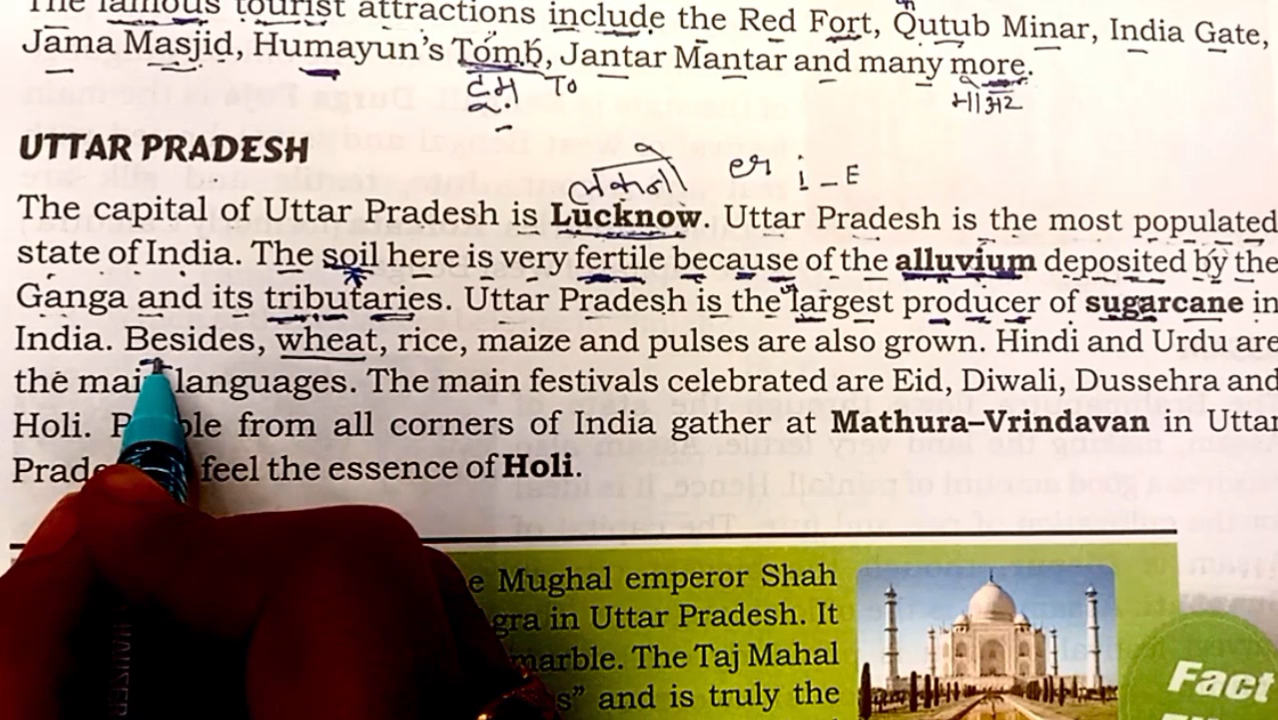 The famous tourist attractions include the Red Fort, Qutub Minar, India Gate,
Jama Masjid, Humayun's Tomb, Jantar Mantar and many more.
To
UTTAR PRADESH
er i - E
The capital of Uttar Pradesh is Lucknow. Uttar Pradesh is the most populated
state of India. The soil here is very fertile because of the alluvium deposited by the
Ganga and its tributaries. Uttar Pradesh is the largest producer of sugarcane in
India. Besides, wheat, rice, maize and pulses are also grown. Hindi and Urdu are
the languages. The main festivals celebrated are Eid, Diwali, Dussehra and
Holi. from all corners of India gather at Mathura–Vrindavan in Uttar
feel the essence of Holi.
Mughal emperor Shah
in Uttar Pradesh. It
marble. The Taj Mahal
and is truly the
Fact